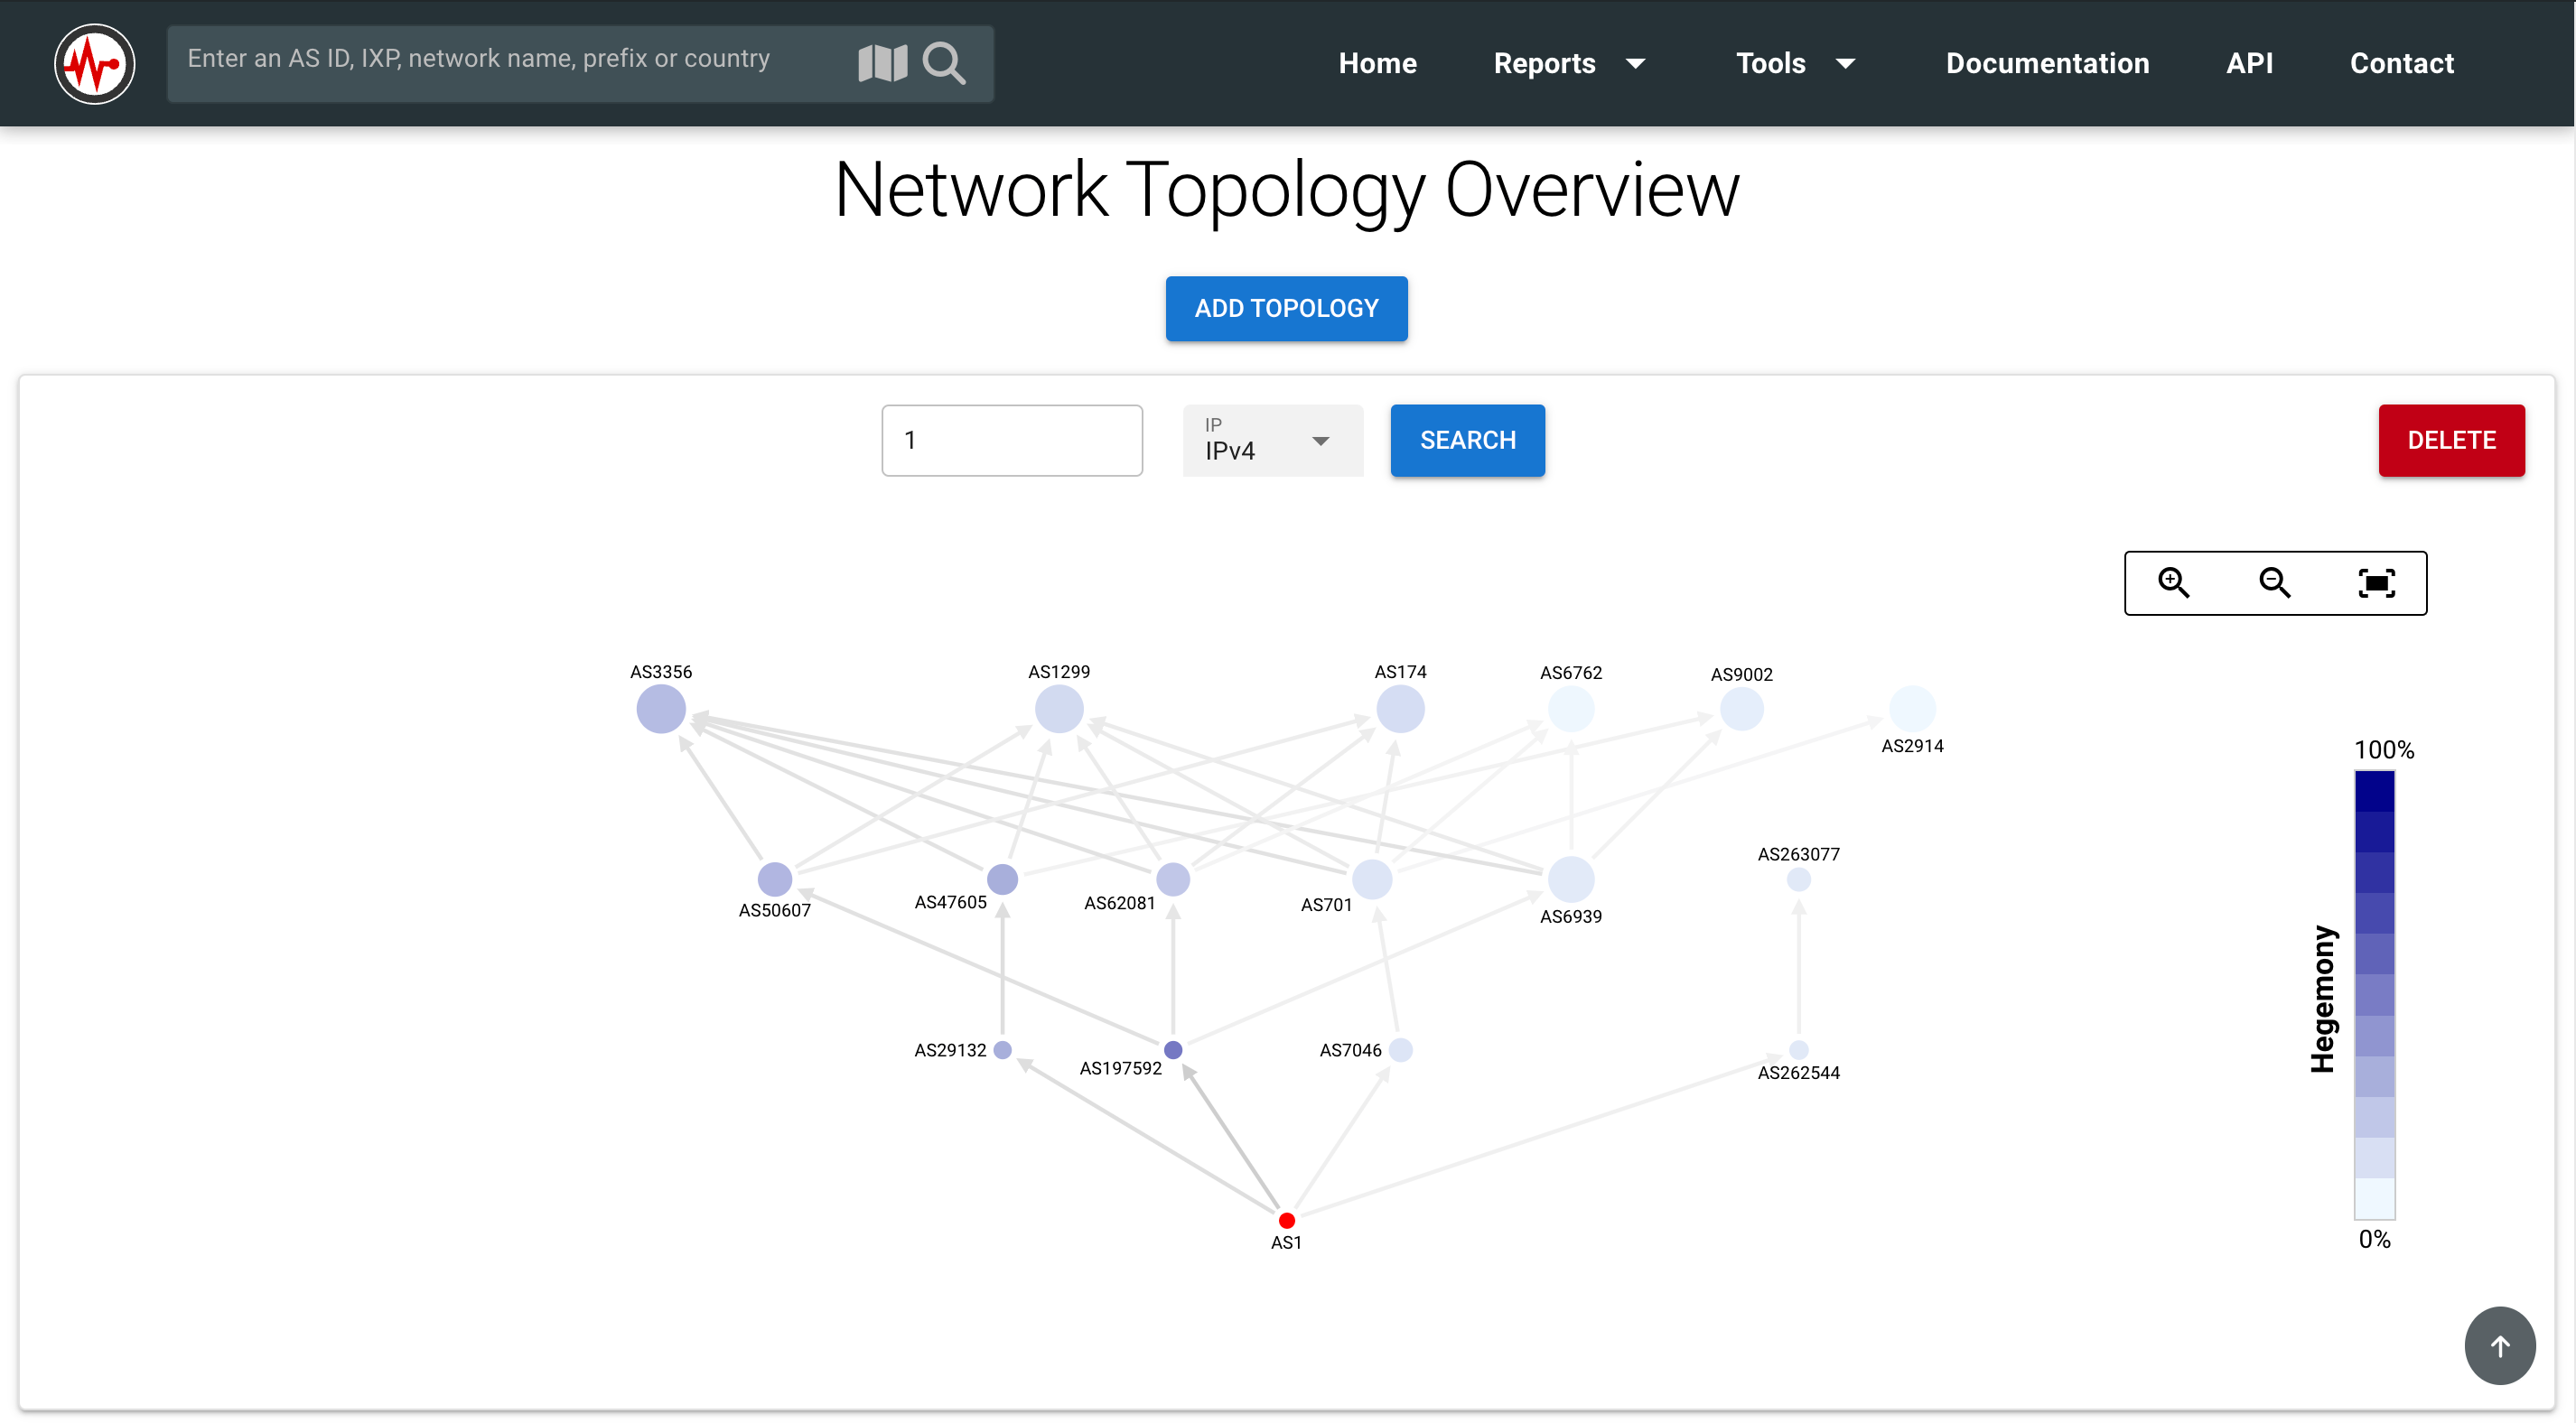 Enter an AS ID, IXP, network name, prefix or country
Home Reports Tools Documentation API Contact
Network Topology Overview
ADD TOPOLOGY
1
IP
IPv4
SEARCH
DELETE
AS3356 AS1299 AS174 AS6762 AS9002
AS2914
100%
AS263077
AS50607 AS47605 AS62081 AS701 AS6939
Hegemony
AS29132 AS197592 AS7046 AS262544
AS1
0%